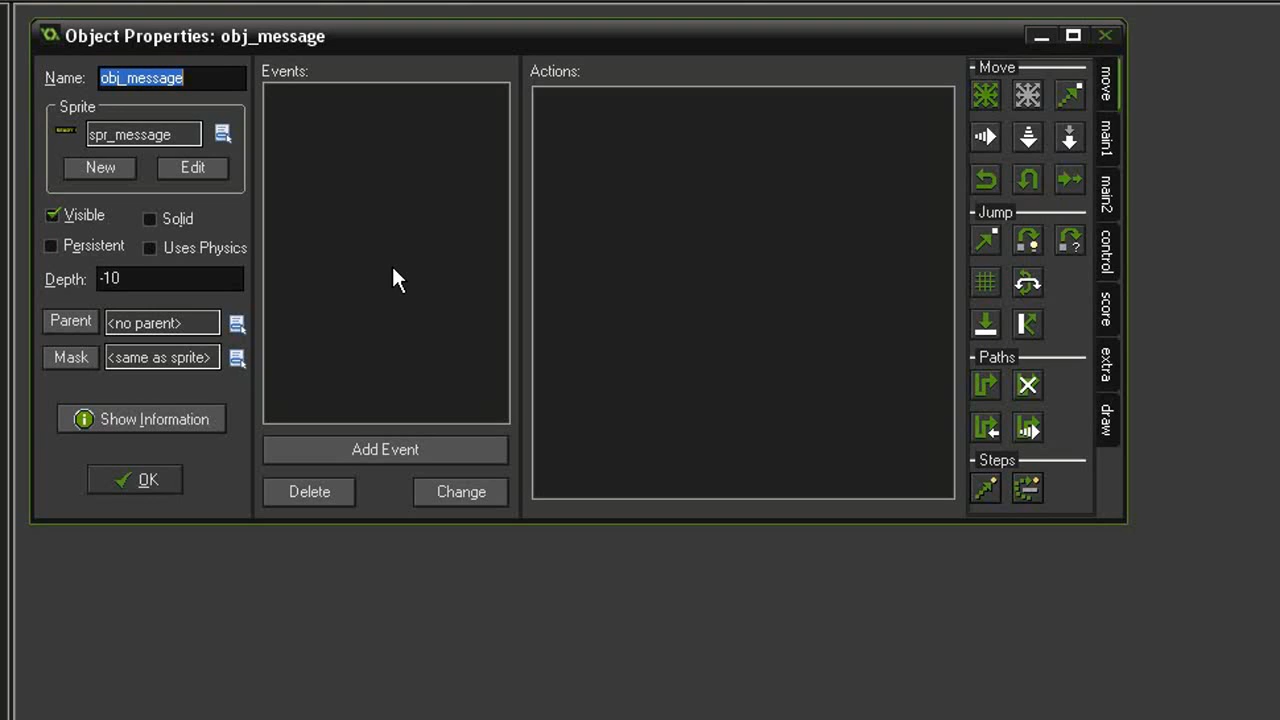 Object Properties: obj_message
Name: obj_message
Sprite
spr_message
New Edit
Visible Solid
Persistent Uses Physics
Depth: -10
Parent <no parent>
Mask <same as sprite>
Show Information
OK
Events:
Add Event
Delete Change
Actions:
Move
Jump
?
Paths
Steps
move
main1
main2
control
score
extra
draw